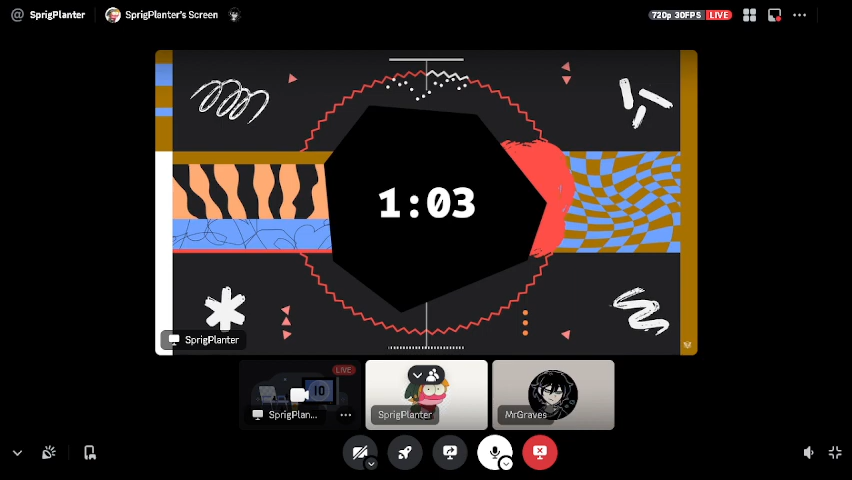 @ SprigPlanter
SprigPlanter's Screen
720p 30FPS LIVE
1:03
SprigPlanter
LIVE
10
SprigPlan...
SprigPlanter
MrGraves